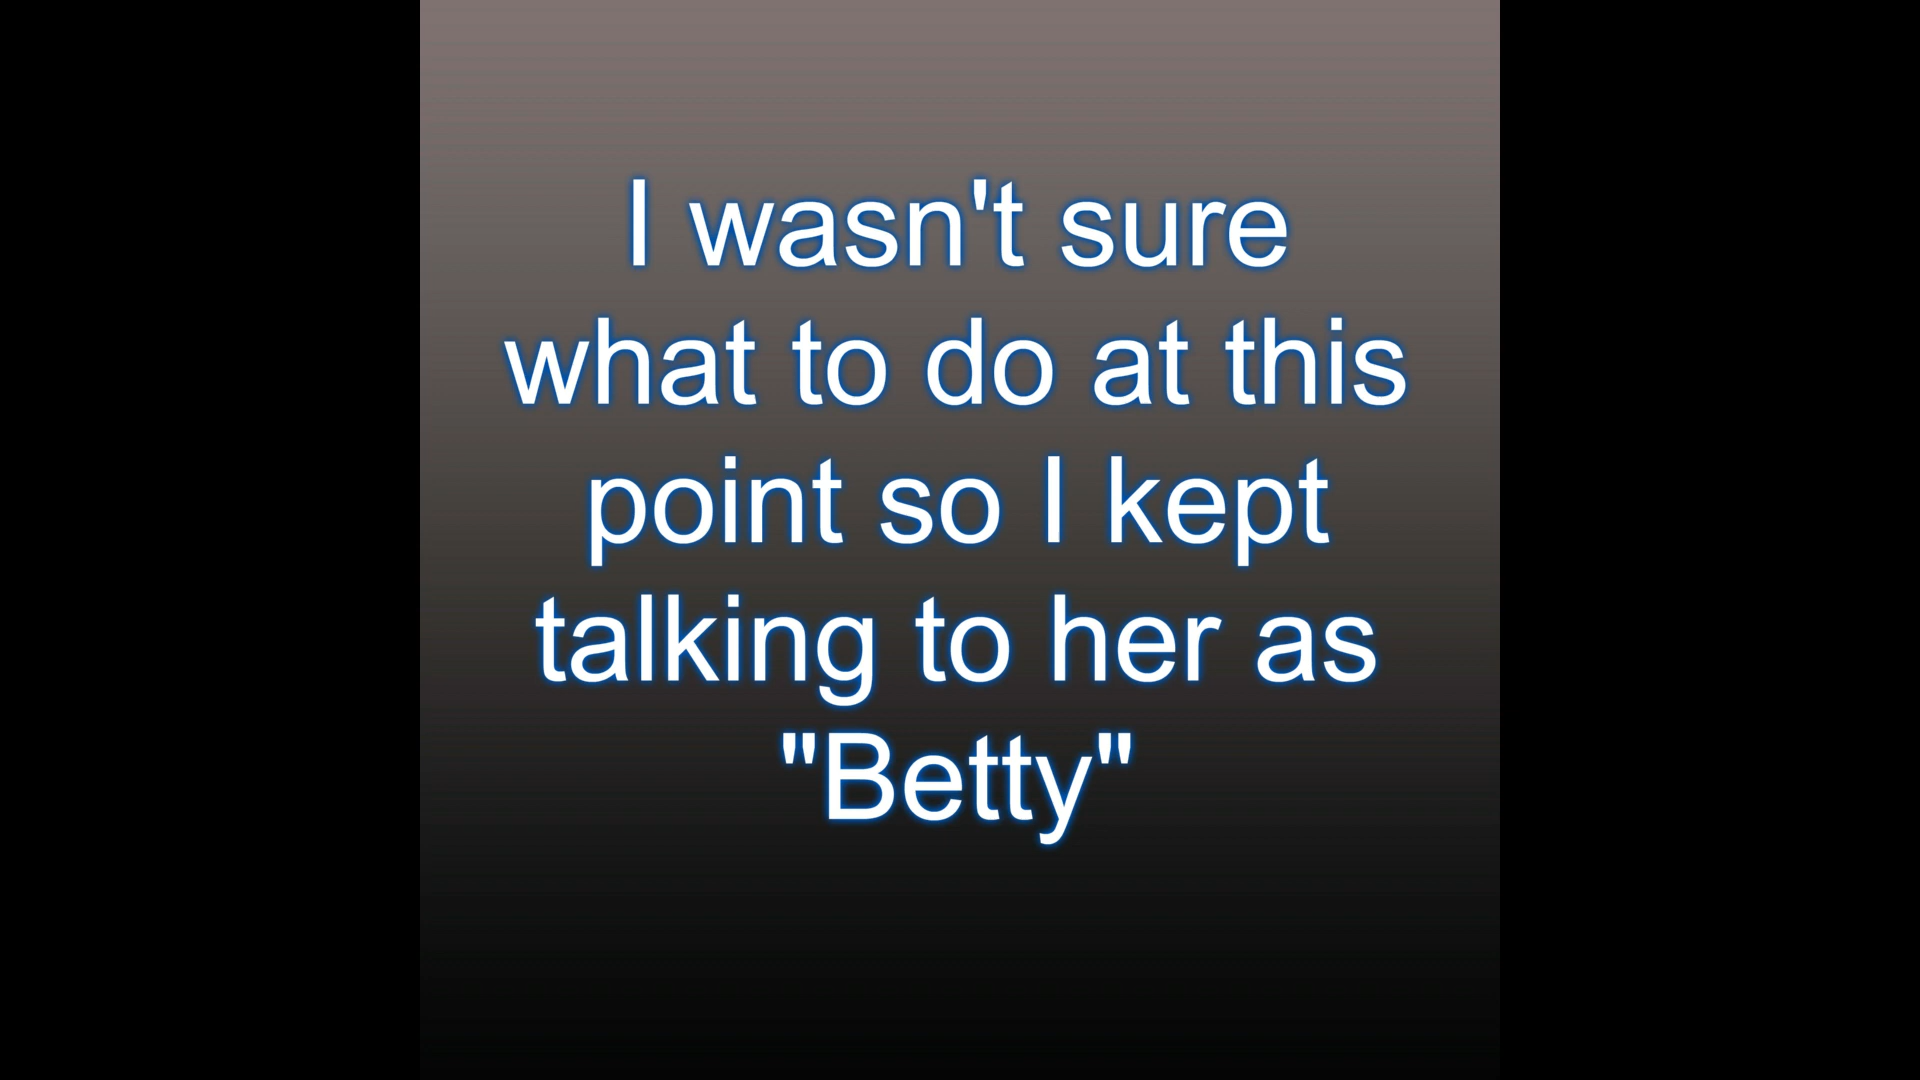 I wasn't sure
what to do at this
point so I kept
talking to her as
"Betty"